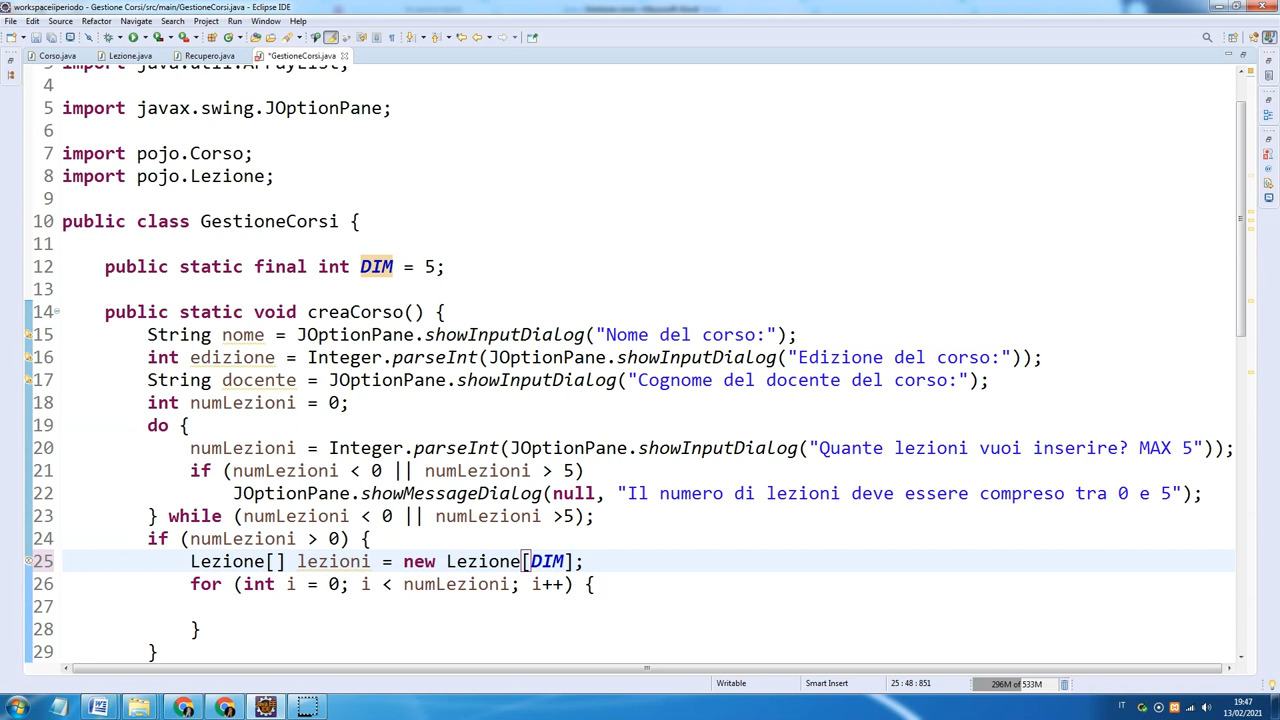 workspaceiiperiodo - Gestione Corsi/src/main/GestioneCorsi.java - Eclipse IDE
File Edit Source Refactor Navigate Search Project Run Window Help
Corso.java Lezione.java Recupero.java *GestioneCorsi.java
3 import java.util.ArrayList;
4
5 import javax.swing.JOptionPane;
6
7 import pojo.Corso;
8 import pojo.Lezione;
9
10 public class GestioneCorsi {
11
12 public static final int DIM = 5;
13
14 public static void creaCorso() {
15 String nome = JOptionPane.showInputDialog("Nome del corso:");
16 int edizione = Integer.parseInt(JOptionPane.showInputDialog("Edizione del corso:"));
17 String docente = JOptionPane.showInputDialog("Cognome del docente del corso:");
18 int numLezioni = 0;
19 do {
20 numLezioni = Integer.parseInt(JOptionPane.showInputDialog("Quante lezioni vuoi inserire? MAX 5"));
21 if (numLezioni < 0 || numLezioni > 5)
22 JOptionPane.showMessageDialog(null, "Il numero di lezioni deve essere compreso tra 0 e 5");
23 } while (numLezioni < 0 || numLezioni >5);
24 if (numLezioni > 0) {
25 Lezione[] lezioni = new Lezione[DIM];
26 for (int i = 0; i < numLezioni; i++) {
27
28 }
29 }
Writable Smart Insert 25 : 48 : 851 296M of 533M
IT 19:47
13/02/2021